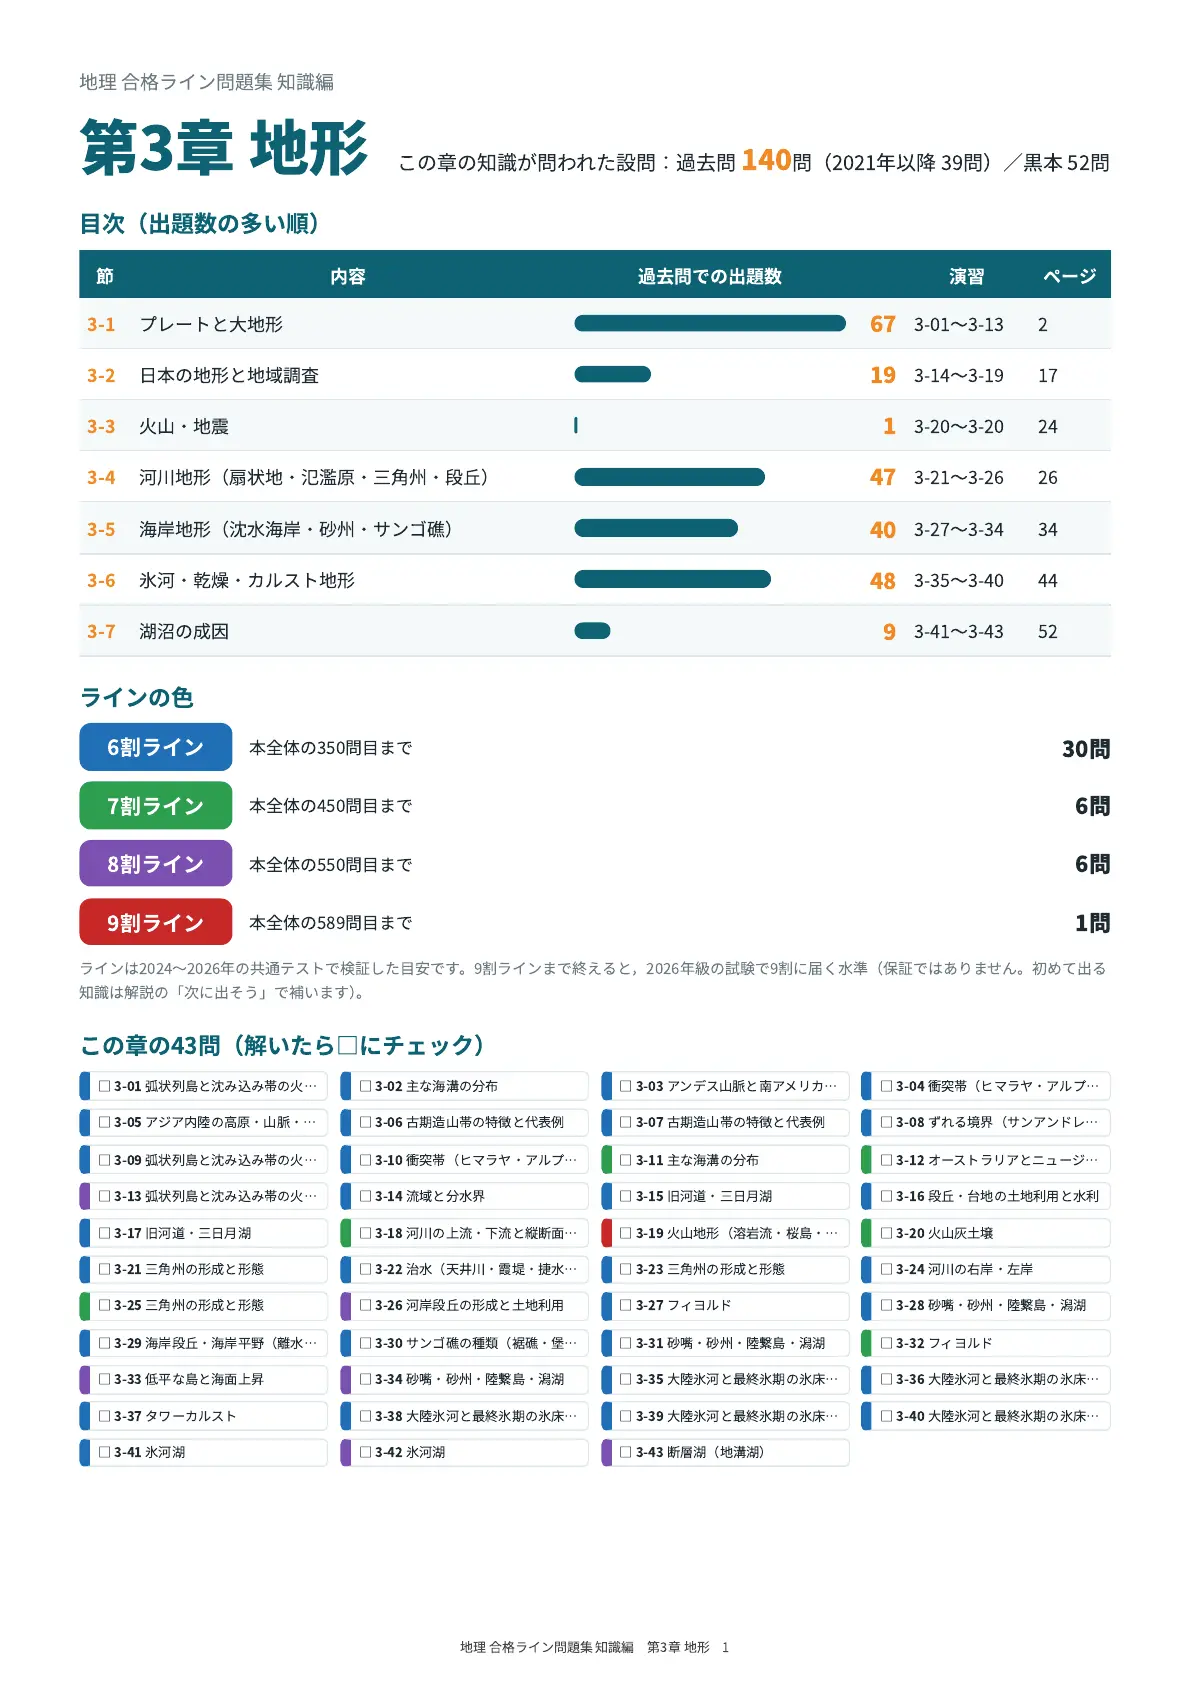 地理 合格ライン問題集 知識編
第3章 地形 この章の知識が問われた設問：過去問 140問（2021年以降 39問）／黒本 52問
目次（出題数の多い順）
節 内容 過去問での出題数 演習 ページ
3-1 プレートと大地形 67 3-01～3-13 2
3-2 日本の地形と地域調査 19 3-14～3-19 17
3-3 火山・地震 1 3-20～3-20 24
3-4 河川地形（扇状地・氾濫原・三角州・段丘） 47 3-21～3-26 26
3-5 海岸地形（沈水海岸・砂州・サンゴ礁） 40 3-27～3-34 34
3-6 氷河・乾燥・カルスト地形 48 3-35～3-40 44
3-7 湖沼の成因 9 3-41～3-43 52
ラインの色
6割ライン 本全体の350問目まで 30問
7割ライン 本全体の450問目まで 6問
8割ライン 本全体の550問目まで 6問
9割ライン 本全体の589問目まで 1問
ラインは2024～2026年の共通テストで検証した目安です。9割ラインまで終えると，2026年級の試験で9割に届く水準（保証ではありません。初めて出る
知識は解説の「次に出そう」で補います）。
この章の43問（解いたら□にチェック）
□ 3-01 弧状列島と沈み込み帯の火… □ 3-02 主な海溝の分布 □ 3-03 アンデス山脈と南アメリカ… □ 3-04 衝突帯（ヒマラヤ・アルプ…
□ 3-05 アジア内陸の高原・山脈・… □ 3-06 古期造山帯の特徴と代表例 □ 3-07 古期造山帯の特徴と代表例 □ 3-08 ずれる境界（サンアンドレ…
□ 3-09 弧状列島と沈み込み帯の火… □ 3-10 衝突帯（ヒマラヤ・アルプ… □ 3-11 主な海溝の分布 □ 3-12 オーストラリアとニュージ…
□ 3-13 弧状列島と沈み込み帯の火… □ 3-14 流域と分水界 □ 3-15 旧河道・三日月湖 □ 3-16 段丘・台地の土地利用と水利
□ 3-17 旧河道・三日月湖 □ 3-18 河川の上流・下流と縦断面… □ 3-19 火山地形（溶岩流・桜島・… □ 3-20 火山灰土壌
□ 3-21 三角州の形成と形態 □ 3-22 治水（天井川・霞堤・捷水… □ 3-23 三角州の形成と形態 □ 3-24 河川の右岸・左岸
□ 3-25 三角州の形成と形態 □ 3-26 河岸段丘の形成と土地利用 □ 3-27 フィヨルド □ 3-28 砂嘴・砂州・陸繋島・潟湖
□ 3-29 海岸段丘・海岸平野（離水… □ 3-30 サンゴ礁の種類（裾礁・堡… □ 3-31 砂嘴・砂州・陸繋島・潟湖 □ 3-32 フィヨルド
□ 3-33 低平な島と海面上昇 □ 3-34 砂嘴・砂州・陸繋島・潟湖 □ 3-35 大陸氷河と最終氷期の氷床… □ 3-36 大陸氷河と最終氷期の氷床…
□ 3-37 タワーカルスト □ 3-38 大陸氷河と最終氷期の氷床… □ 3-39 大陸氷河と最終氷期の氷床… □ 3-40 大陸氷河と最終氷期の氷床…
□ 3-41 氷河湖 □ 3-42 氷河湖 □ 3-43 断層湖（地溝湖）
地理 合格ライン問題集 知識編 第3章 地形 1